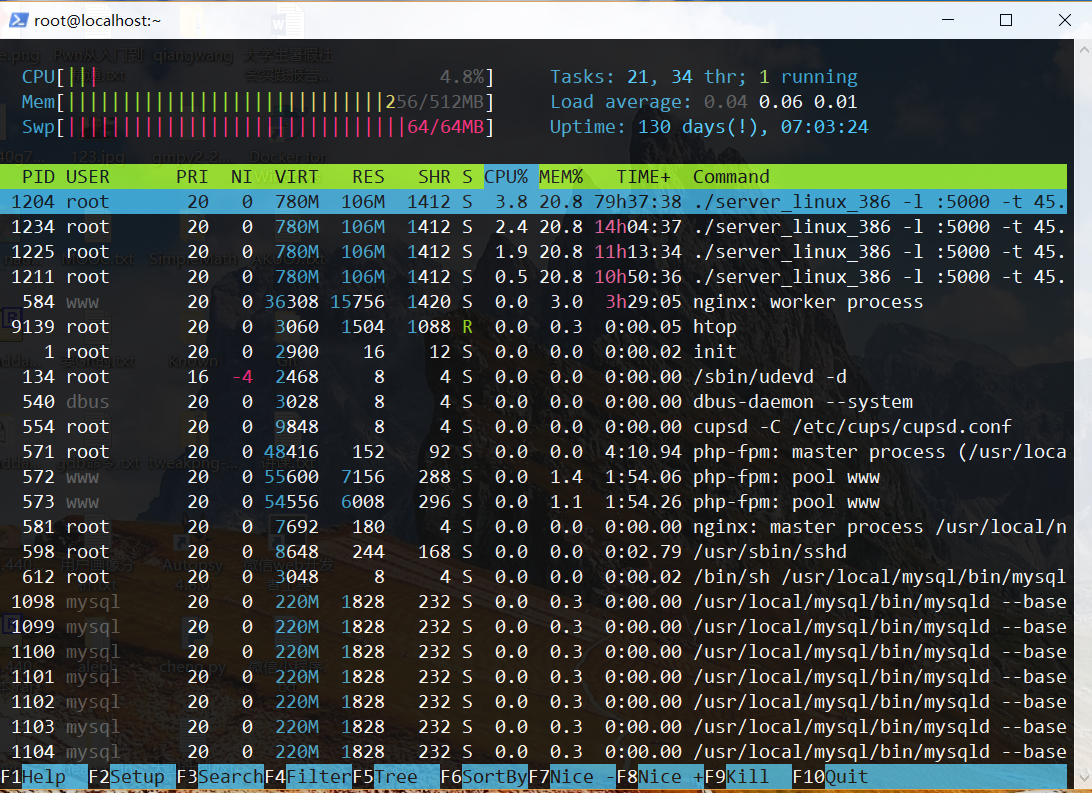 root@localhost:~
CPU[||| 4.8%] Tasks: 21, 34 thr; 1 running
Mem[|||||||||||||||||||||||||||||256/512MB] Load average: 0.04 0.06 0.01
Swp[|||||||||||||||||||||||||||||||64/64MB] Uptime: 130 days(!), 07:03:24
PID USER PRI NI VIRT RES SHR S CPU% MEM% TIME+ Command
1204 root 20 0 780M 106M 1412 S 3.8 20.8 79h37:38 ./server_linux_386 -l :5000 -t 45.
1234 root 20 0 780M 106M 1412 S 2.4 20.8 14h04:37 ./server_linux_386 -l :5000 -t 45.
1225 root 20 0 780M 106M 1412 S 1.9 20.8 11h13:34 ./server_linux_386 -l :5000 -t 45.
1211 root 20 0 780M 106M 1412 S 0.5 20.8 10h50:36 ./server_linux_386 -l :5000 -t 45.
584 www 20 0 36308 15756 1420 S 0.0 3.0 3h29:05 nginx: worker process
9139 root 20 0 3060 1504 1088 R 0.0 0.3 0:00.05 htop
1 root 20 0 2900 16 12 S 0.0 0.0 0:00.02 init
134 root 16 -4 2468 8 4 S 0.0 0.0 0:00.00 /sbin/udevd -d
540 dbus 20 0 3028 8 4 S 0.0 0.0 0:00.00 dbus-daemon --system
554 root 20 0 9848 8 4 S 0.0 0.0 0:00.00 cupsd -C /etc/cups/cupsd.conf
571 root 20 0 48416 152 92 S 0.0 0.0 4:10.94 php-fpm: master process (/usr/loca
572 www 20 0 55600 7156 288 S 0.0 1.4 1:54.06 php-fpm: pool www
573 www 20 0 54556 6008 296 S 0.0 1.1 1:54.26 php-fpm: pool www
581 root 20 0 7692 180 4 S 0.0 0.0 0:00.00 nginx: master process /usr/local/n
598 root 20 0 8648 244 168 S 0.0 0.0 0:02.79 /usr/sbin/sshd
612 root 20 0 3048 8 4 S 0.0 0.0 0:00.02 /bin/sh /usr/local/mysql/bin/mysql
1098 mysql 20 0 220M 1828 232 S 0.0 0.3 0:00.00 /usr/local/mysql/bin/mysqld --base
1099 mysql 20 0 220M 1828 232 S 0.0 0.3 0:00.00 /usr/local/mysql/bin/mysqld --base
1100 mysql 20 0 220M 1828 232 S 0.0 0.3 0:00.00 /usr/local/mysql/bin/mysqld --base
1101 mysql 20 0 220M 1828 232 S 0.0 0.3 0:00.00 /usr/local/mysql/bin/mysqld --base
1102 mysql 20 0 220M 1828 232 S 0.0 0.3 0:00.00 /usr/local/mysql/bin/mysqld --base
1103 mysql 20 0 220M 1828 232 S 0.0 0.3 0:00.00 /usr/local/mysql/bin/mysqld --base
1104 mysql 20 0 220M 1828 232 S 0.0 0.3 0:00.00 /usr/local/mysql/bin/mysqld --base
F1Help F2Setup F3SearchF4FilterF5Tree F6SortByF7Nice -F8Nice +F9Kill F10Quit